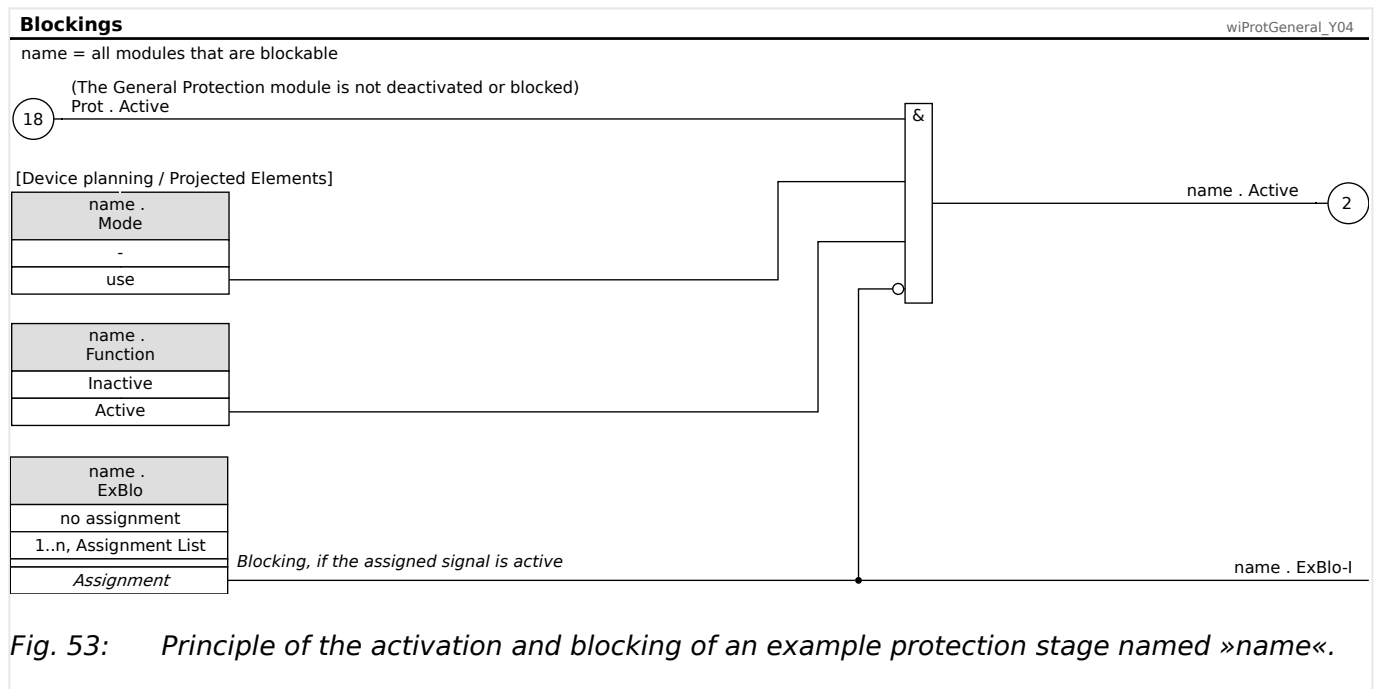 Blockings
wiProtGeneral_Y04
name = all modules that are blockable
(The General Protection module is not deactivated or blocked)
Prot . Active
18
&
[Device planning / Projected Elements]
name .
Mode
-
use
name . Active
2
name .
Function
Inactive
Active
name .
ExBlo
no assignment
1..n, Assignment List
Assignment
Blocking, if the assigned signal is active
name . ExBlo-I
Fig. 53: Principle of the activation and blocking of an example protection stage named »name«.